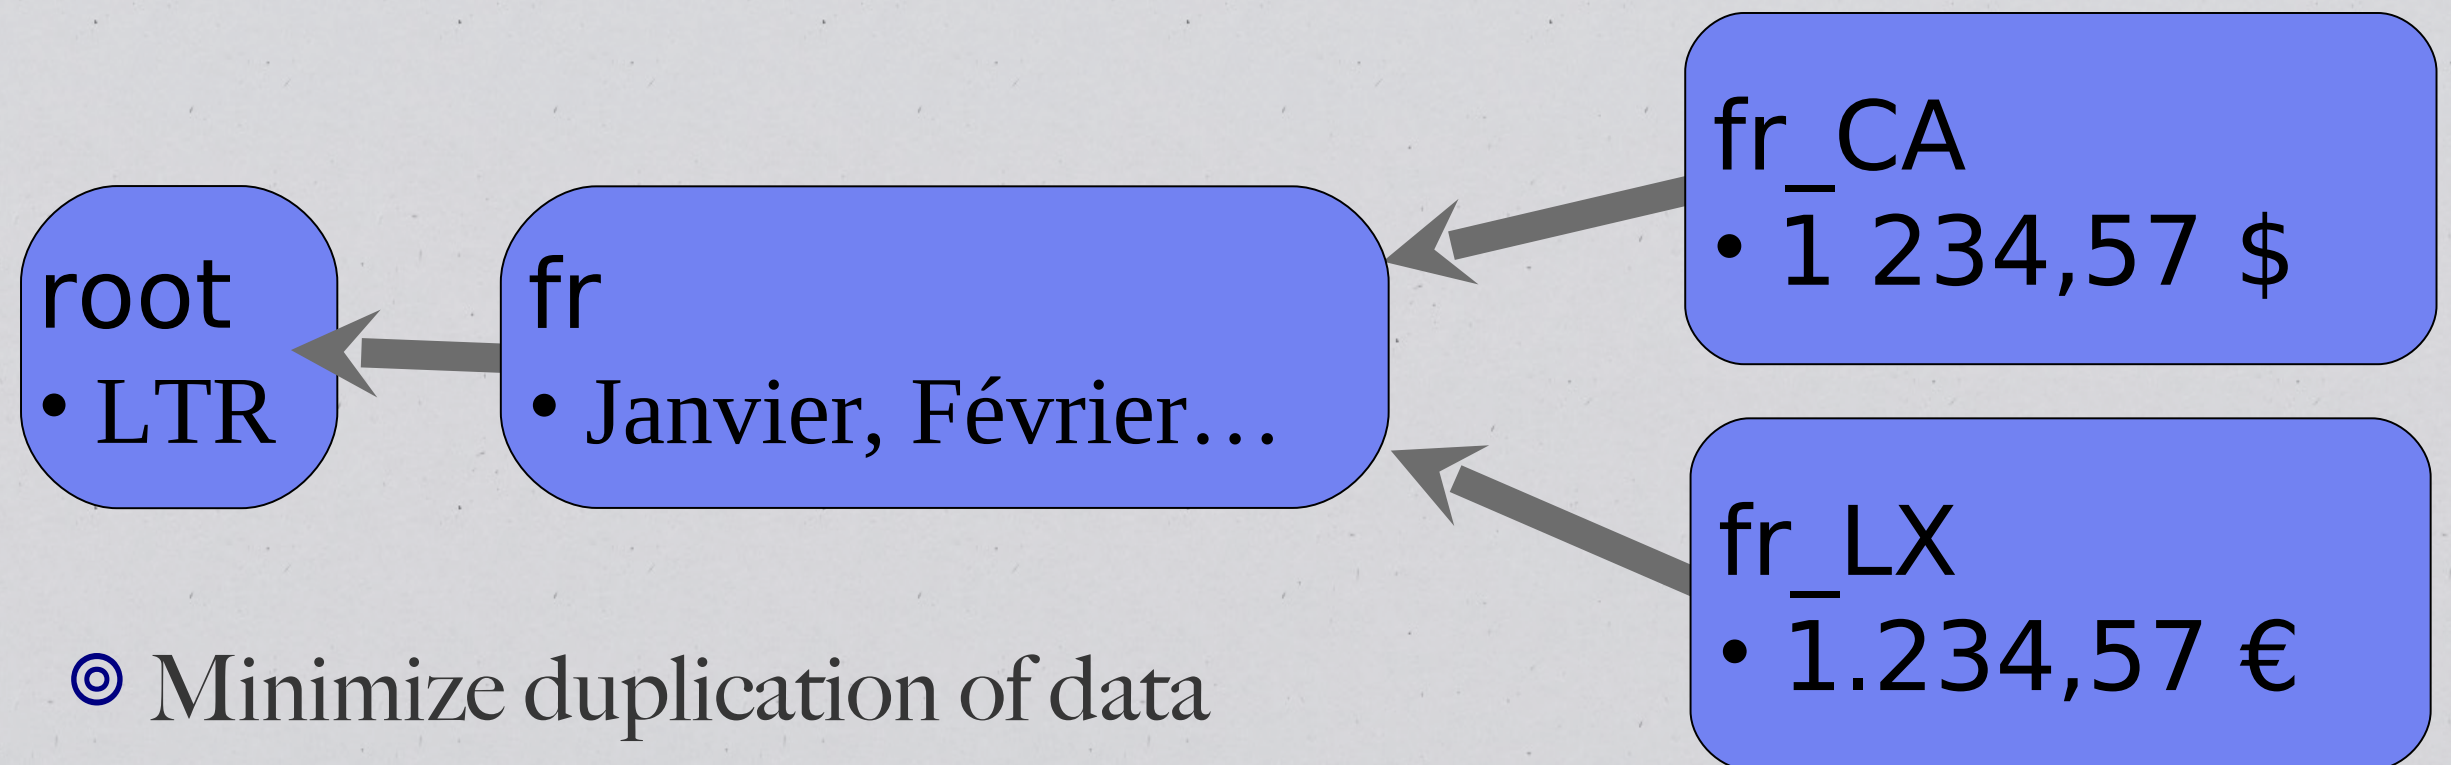 root
• LTR
fr
• Janvier, Février…
fr_CA
• 1 234,57 $
fr_LX
• 1.234,57 €
Minimize duplication of data